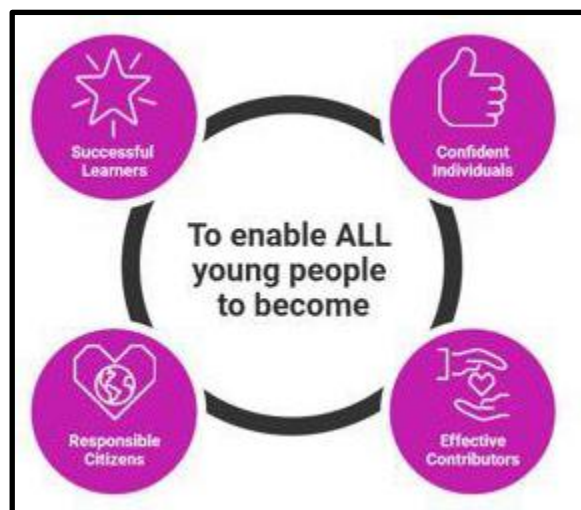 Successful
Learners
Confident
Individuals
To enable ALL
young people
to become
Responsible
Citizens
Effective
Contributors